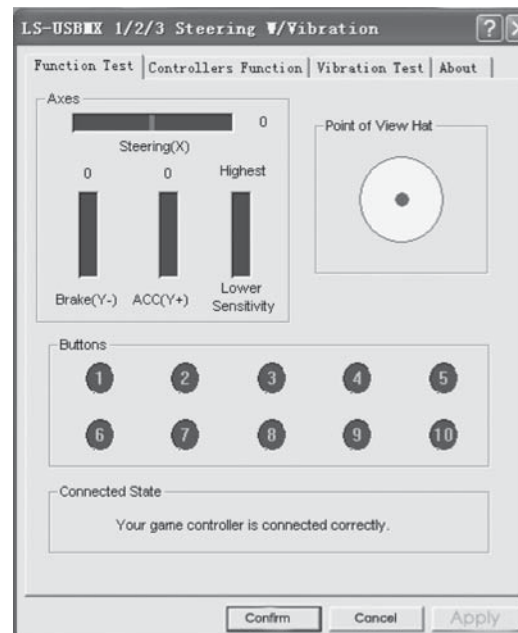 LS-USBMX 1/2/3 Steering W/Vibration
Function Test Controllers Function Vibration Test About
Axes
0
Steering(X)
0 0 Highest
Brake(Y-) ACC(Y+) Lower
Sensitivity
Point of View Hat
Buttons
1 2 3 4 5
6 7 8 9 10
Connected State
Your game controller is connected correctly.
Confirm Cancel Apply